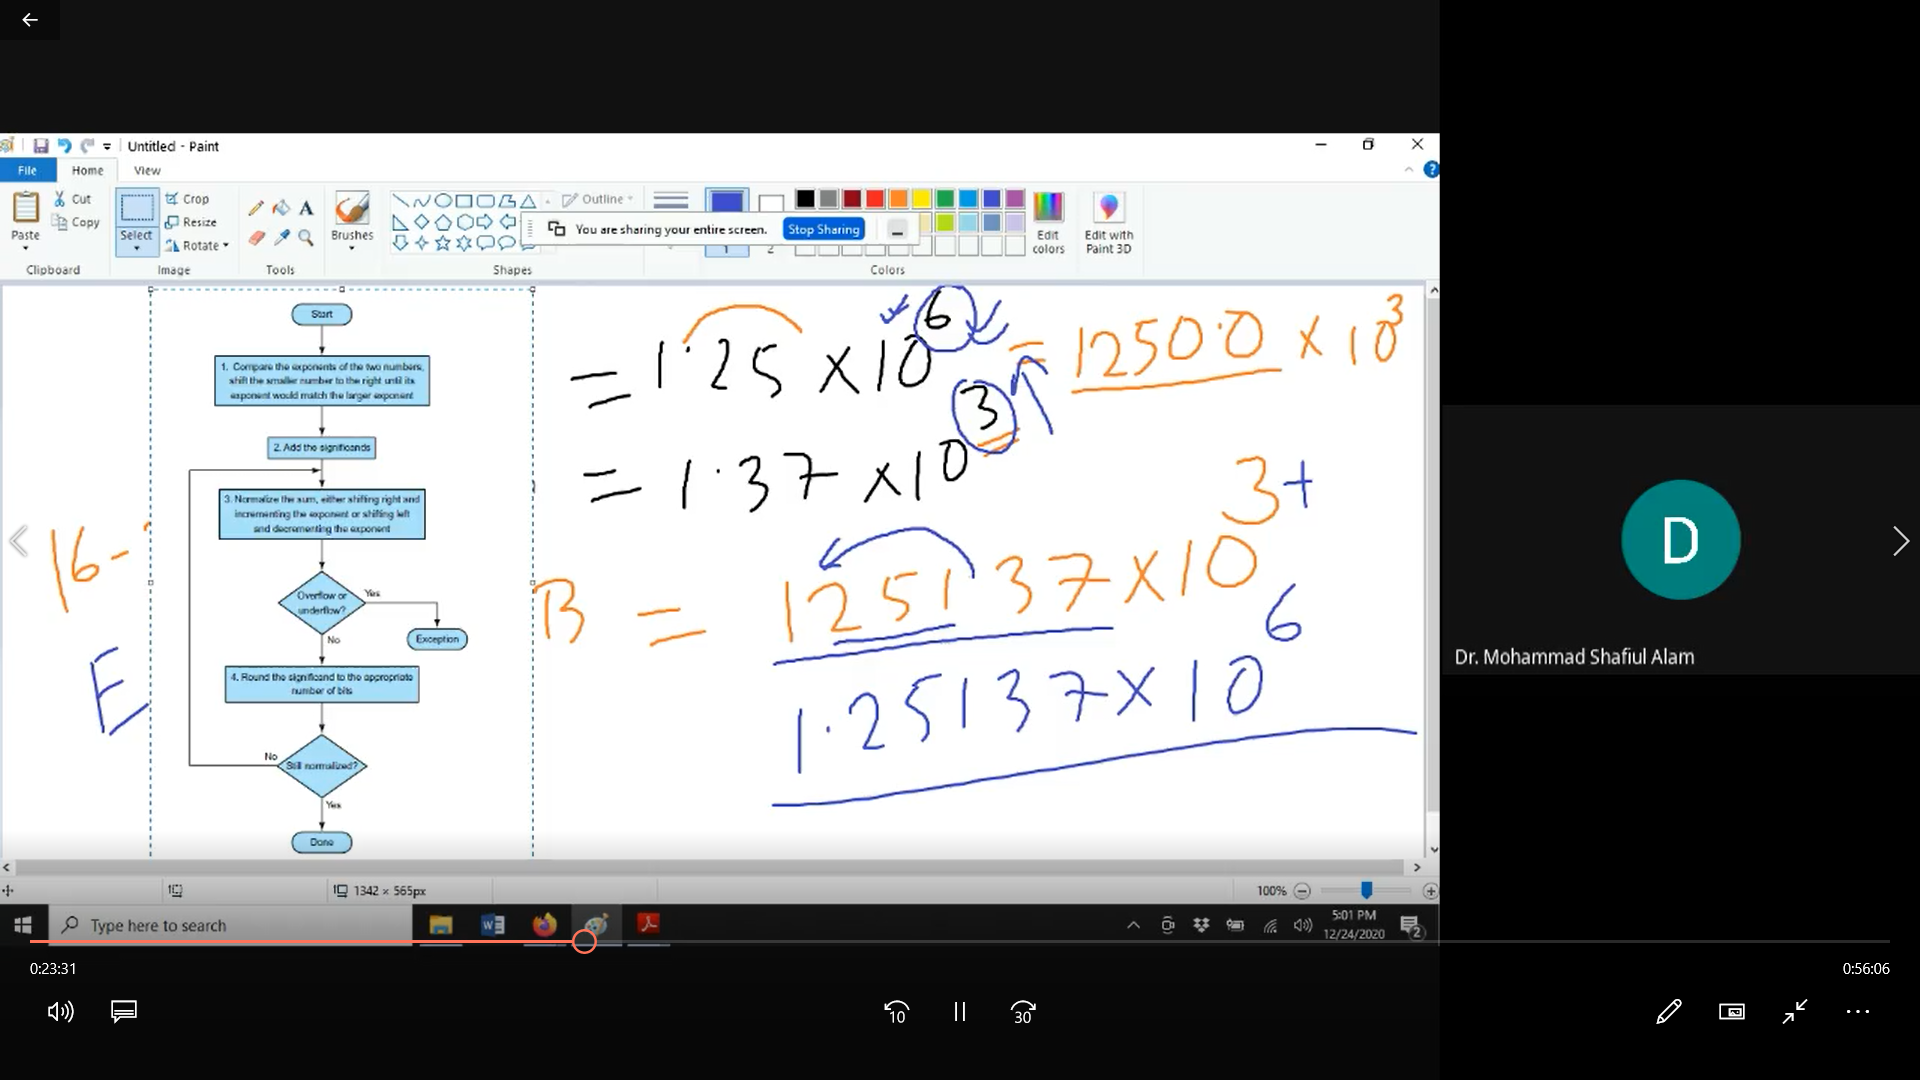 Untitled - Paint
File Home View
Paste
Cut
Copy
Clipboard
Select
Crop
Resize
Rotate
Image
Tools
Brushes
Outline
Shapes
You are sharing your entire screen. Stop Sharing
1 2
Colors
Edit colors
Edit with Paint 3D
Start
1. Compare the exponents of the two numbers,
shift the smaller number to the right until its
exponent would match the larger exponent
2. Add the significands
3. Normalize the sum, either shifting right and
incrementing the exponent or shifting left
and decrementing the exponent
Overflow or
underflow?
Yes
Exception
No
4. Round the significand to the appropriate
number of bits
Still normalized?
No
Yes
Done
16-
E
= 1.25 × 10^6 = 1250.0 × 10^3
= 1.37 × 10^3
B = 1251 37 × 10^3+
1.25137 × 10^6
1342 × 565px
100%
Type here to search
5:01 PM
12/24/2020
2
D
Dr. Mohammad Shafiul Alam
0:23:31
0:56:06
10
30